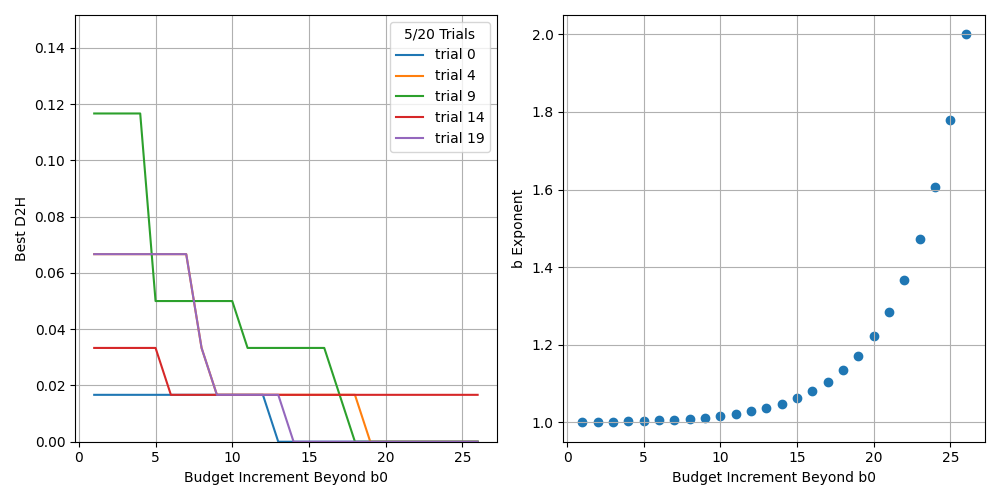 5/20 Trials
trial 0
trial 4
trial 9
trial 14
trial 19
0.14
0.12
0.10
0.08
0.06
0.04
0.02
0.00
0
5
10
15
20
25
Best D2H
Budget Increment Beyond b0
2.0
1.8
1.6
1.4
1.2
1.0
0
5
10
15
20
25
b Exponent
Budget Increment Beyond b0